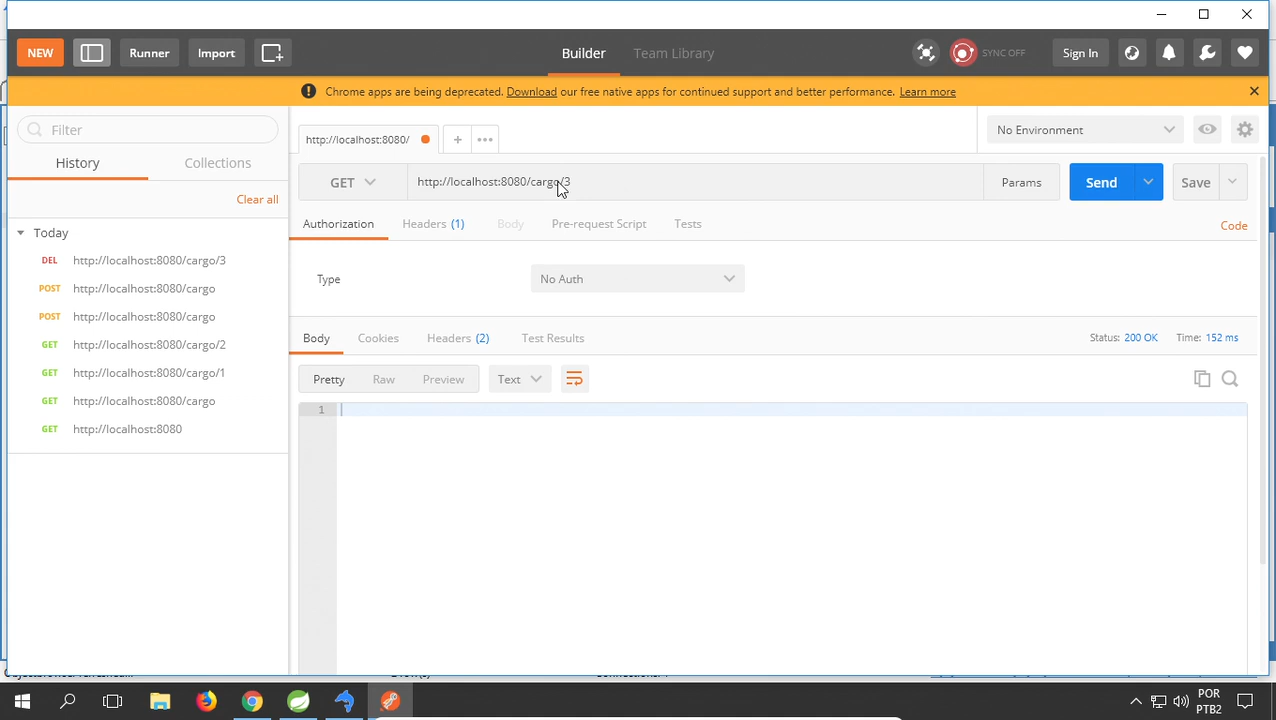 NEW
Runner
Import
Builder
Team Library
SYNC OFF
Sign In
Chrome apps are being deprecated. Download our free native apps for continued support and better performance. Learn more
Filter
History
Collections
Clear all
Today
DEL http://localhost:8080/cargo/3
POST http://localhost:8080/cargo
POST http://localhost:8080/cargo
GET http://localhost:8080/cargo/2
GET http://localhost:8080/cargo/1
GET http://localhost:8080/cargo
GET http://localhost:8080
http://localhost:8080/
No Environment
GET
http://localhost:8080/cargo/3
Params
Send
Save
Authorization
Headers (1)
Body
Pre-request Script
Tests
Code
Type
No Auth
Body
Cookies
Headers (2)
Test Results
Status: 200 OK
Time: 152 ms
Pretty
Raw
Preview
Text
1
POR
PTB2